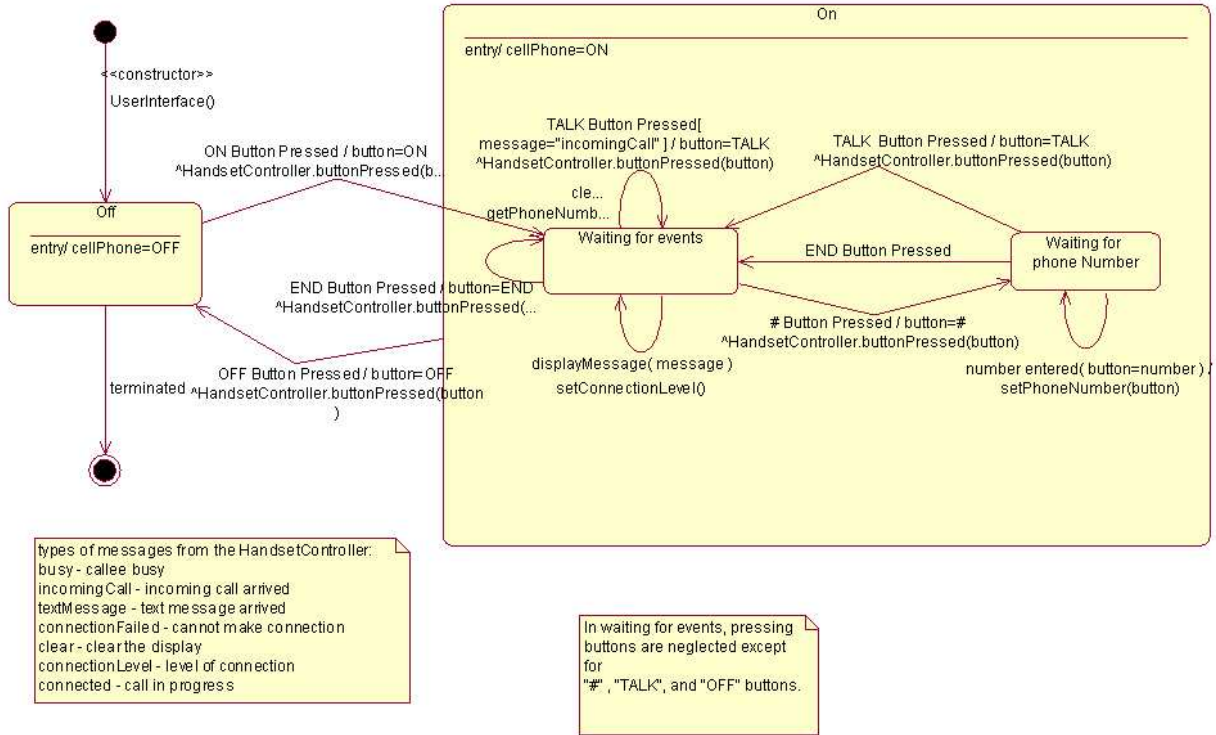 On
entry/ cellPhone=ON
<<constructor>>
UserInterface()
TALK Button Pressed[
message="incomingCall" ] / button=TALK
^HandsetController.buttonPressed(button)
TALK Button Pressed / button=TALK
^HandsetController.buttonPressed(button)
ON Button Pressed / button=ON
^HandsetController.buttonPressed(b...
cle...
getPhoneNumb...
Off
entry/ cellPhone=OFF
Waiting for events
END Button Pressed
Waiting for
phone Number
END Button Pressed / button=END
^HandsetController.buttonPressed(...
# Button Pressed / button=#
^HandsetController.buttonPressed(button)
displayMessage( message )
setConnectionLevel()
number entered( button=number ) /
setPhoneNumber(button)
OFF Button Pressed / button=OFF
^HandsetController.buttonPressed(button
)
terminated
types of messages from the HandsetController:
busy - callee busy
incomingCall - incoming call arrived
textMessage - text message arrived
connectionFailed - cannot make connection
clear - clear the display
connectionLevel - level of connection
connected - call in progress
In waiting for events, pressing
buttons are neglected except
for
"#" , "TALK", and "OFF" buttons.